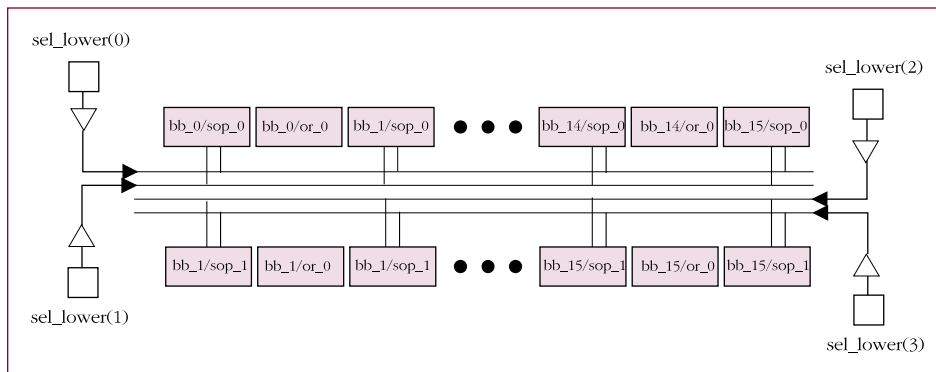 sel_lower(0)
sel_lower(2)
bb_0/sop_0 bb_0/or_0 bb_1/sop_0 bb_14/sop_0 bb_14/or_0 bb_15/sop_0
bb_1/sop_1 bb_1/or_0 bb_1/sop_1 bb_15/sop_1 bb_15/or_0 bb_15/sop_1
sel_lower(1)
sel_lower(3)